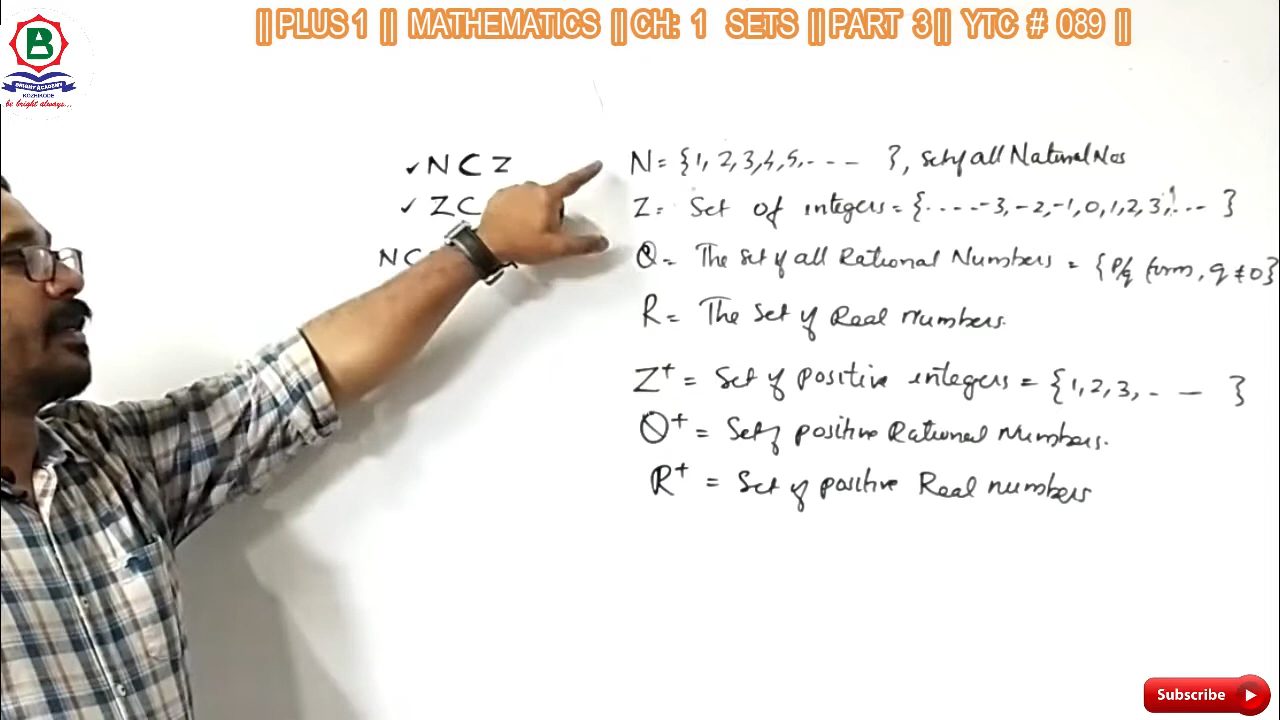 || PLUS 1 || MATHEMATICS || CH: 1 SETS || PART 3 || YTC # 089 ||
B
BRIGHT ACADEMY
KOZHIKODE
be bright always...
✓ N ⊂ Z
✓ Z ⊂
N ⊂
N = {1, 2, 3, 4, 5, - - - }, set of all Natural Nos
Z = Set of integers = {- - - - -3, -2, -1, 0, 1, 2, 3, - - - }
Q = The set of all Rational Numbers = {P/q form, q ≠ 0}
R = The set of Real numbers.
Z⁺ = Set of positive integers = {1, 2, 3, - — }
Q⁺ = Set of positive Rational Numbers.
R⁺ = Set of positive Real numbers
Subscribe